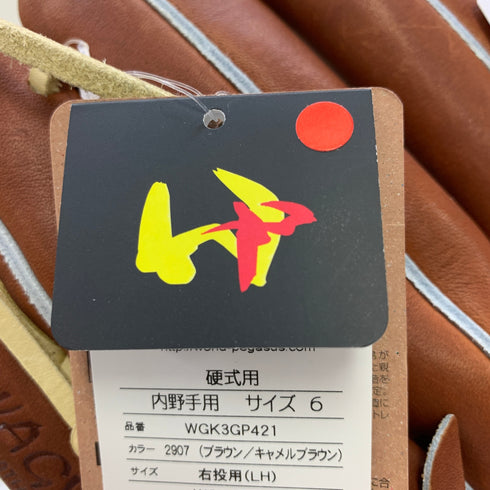 http://world-pegasus.com
硬式用
内野手用 サイズ 6
品番 WGK3GP421
カラー 2907 (ブラウン/キャメルブラウン)
サイズ 右投用(LH)